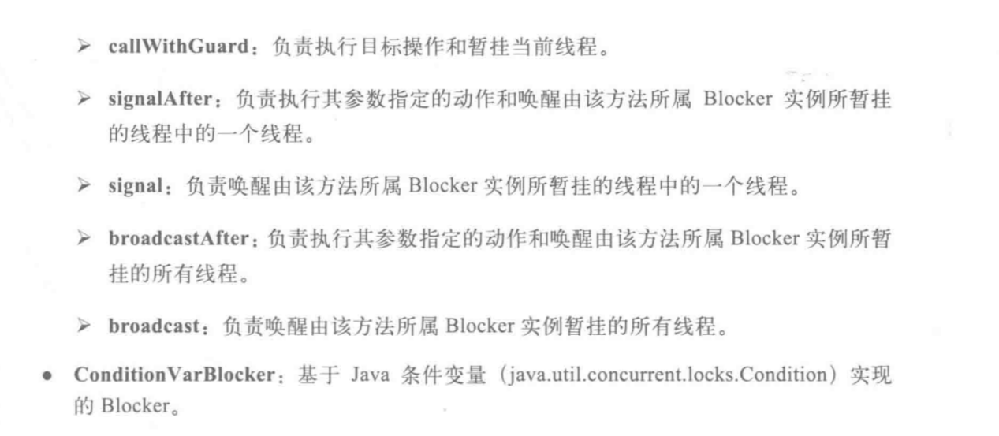 ➤ callWithGuard：负责执行目标操作和暂挂当前线程。
➤ signalAfter：负责执行其参数指定的动作和唤醒由该方法所属 Blocker 实例所暂挂
的线程中的一个线程。
➤ signal：负责唤醒由该方法所属 Blocker 实例所暂挂的线程中的一个线程。
➤ broadcastAfter：负责执行其参数指定的动作和唤醒由该方法所属 Blocker 实例所暂
挂的所有线程。
➤ broadcast：负责唤醒由该方法所属 Blocker 实例暂挂的所有线程。
● ConditionVarBlocker：基于 Java 条件变量（java.util.concurrent.locks.Condition）实现
的 Blocker。